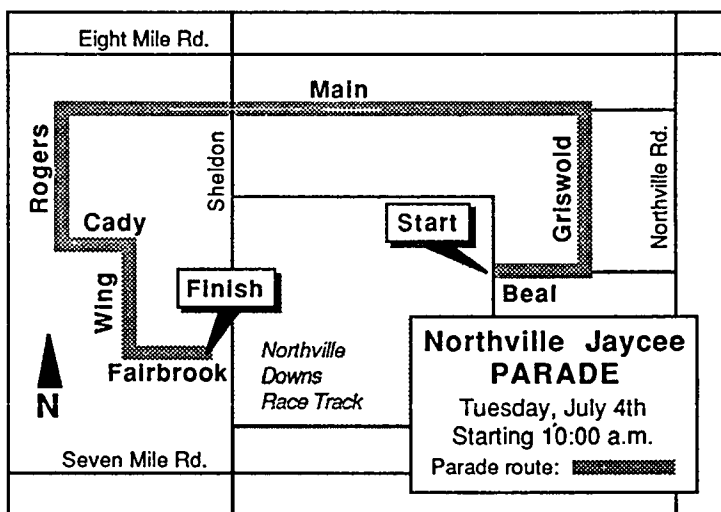 Eight Mile Rd.
Main
Rogers
Sheldon
Griswold
Northville Rd.
Cady
Start
Wing
Finish
Beal
Fairbrook
Northville
Downs
Race Track
N
Northville Jaycee
PARADE
Tuesday, July 4th
Starting 10:00 a.m.
Parade route:
Seven Mile Rd.